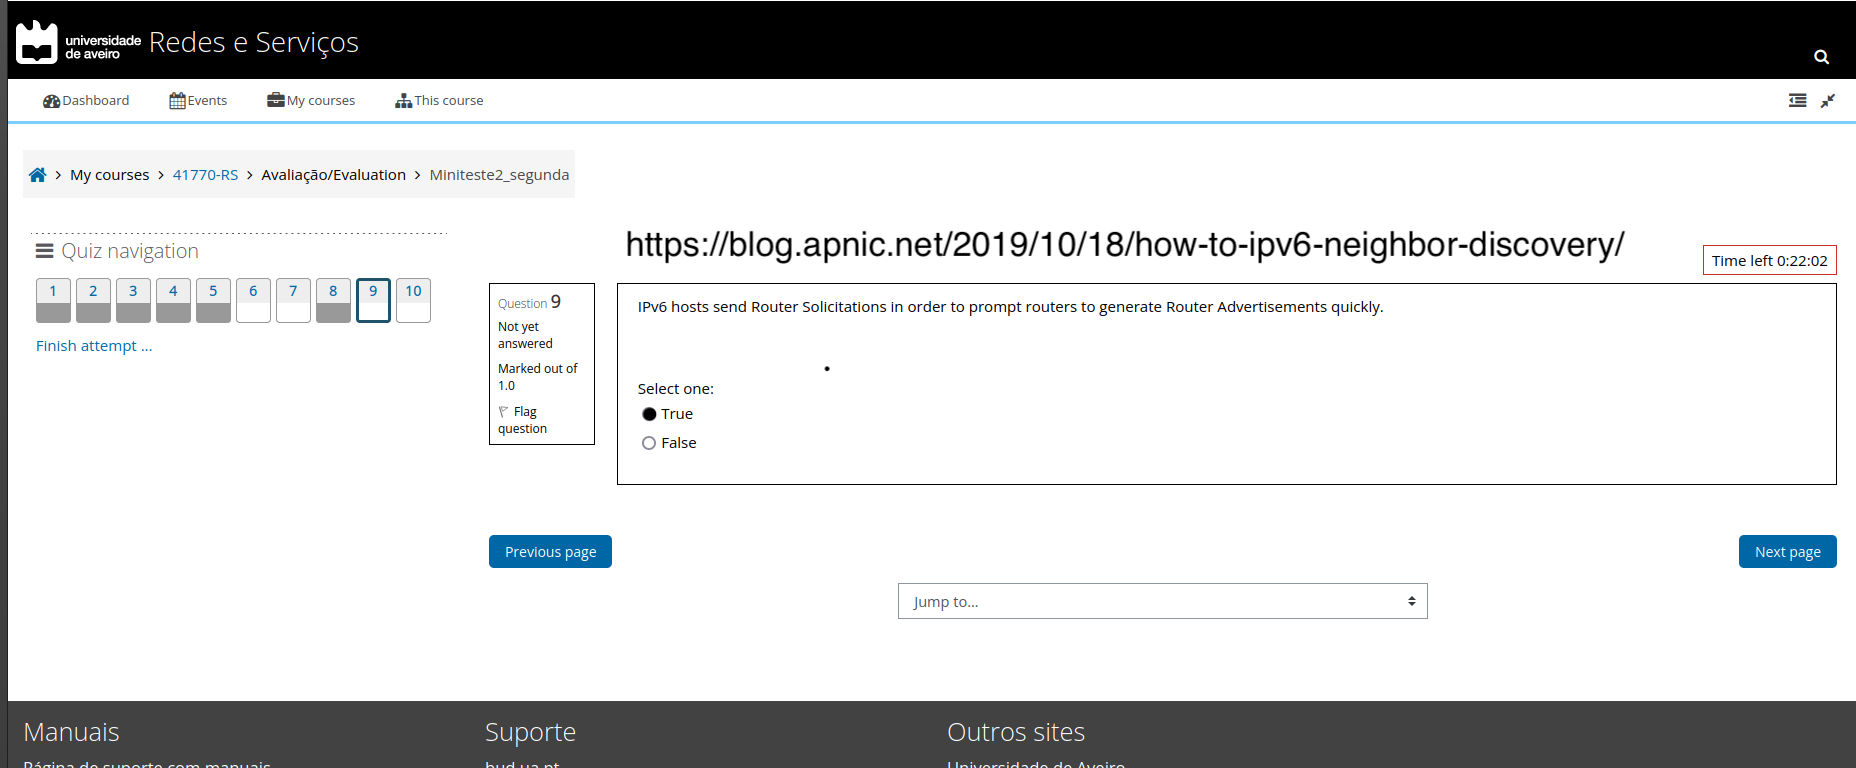 universidade
de aveiro
Redes e Serviços
Dashboard Events My courses This course
My courses > 41770-RS > Avaliação/Evaluation > Miniteste2_segunda
Quiz navigation
1 2 3 4 5 6 7 8 9 10
Finish attempt ...
https://blog.apnic.net/2019/10/18/how-to-ipv6-neighbor-discovery/
Time left 0:22:02
Question 9
Not yet
answered
Marked out of
1.0
Flag
question
IPv6 hosts send Router Solicitations in order to prompt routers to generate Router Advertisements quickly.
Select one:
True
False
Previous page
Next page
Jump to...
Manuais
Página de suporte com manuais
Suporte
hud.ua.pt
Outros sites
Universidade de Aveiro